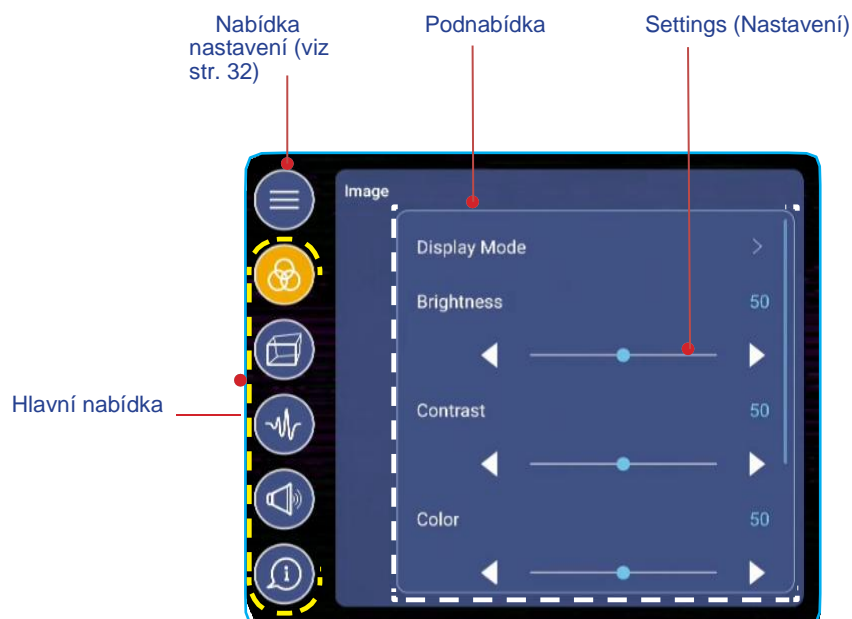 Nabídka
nastavení (viz
str. 32)
Podnabídka
Settings (Nastavení)
Image
Display Mode
Brightness 50
Hlavní nabídka
Contrast 50
Color 50